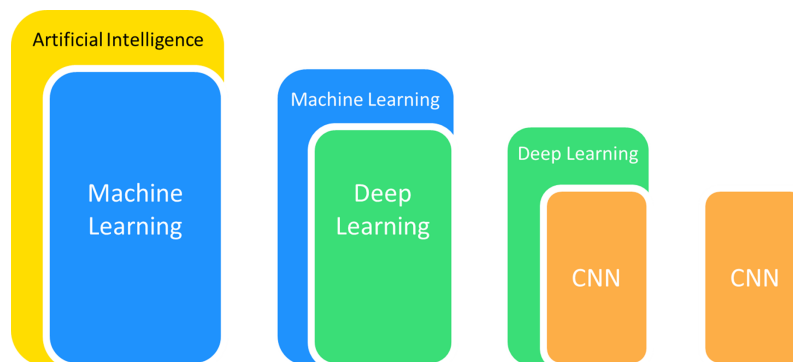 Artificial Intelligence
Machine
Learning
Machine Learning
Deep
Learning
Deep Learning
CNN
CNN